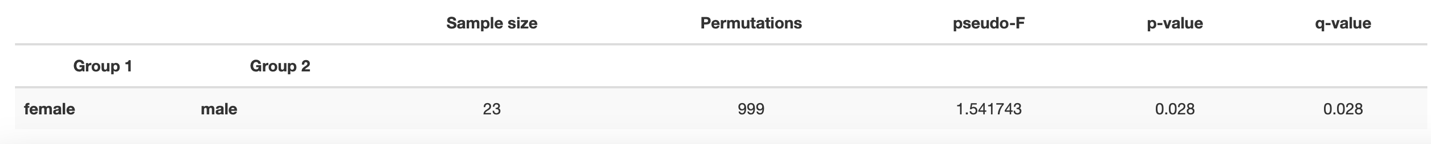 Sample size Permutations pseudo-F p-value q-value
Group 1 Group 2
female male 23 999 1.541743 0.028 0.028